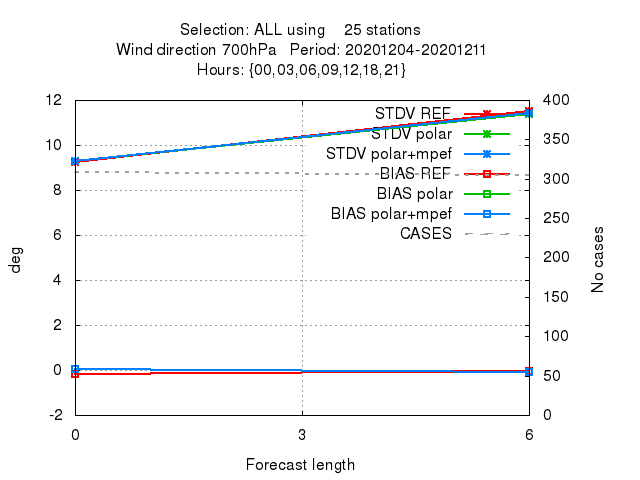 Selection: ALL using 25 stations
Wind direction 700hPa Period: 20201204-20201211
Hours: {00,03,06,09,12,18,21}
12 400
STDV REF
10 350
STDV polar
STDV polar+mpef
8 300
BIAS REF
BIAS polar
BIAS polar+mpef
6 250
CASES
deg
No cases
4 200
150
2 100
0 50
-2 0
0 3 6
Forecast length